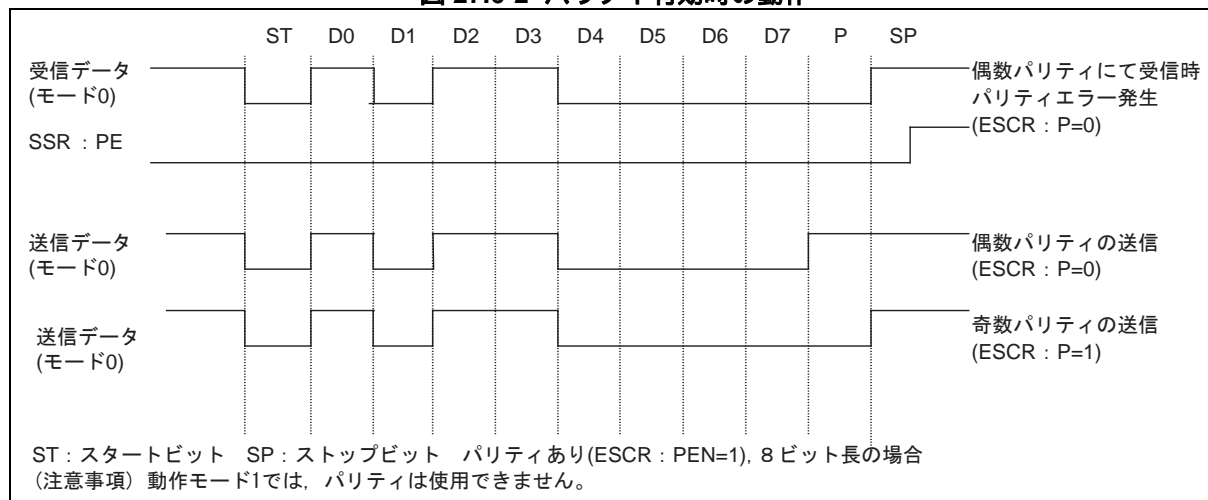 ST D0 D1 D2 D3 D4 D5 D6 D7 P SP
受信データ
(モード0)
偶数パリティにて受信時
パリティエラー発生
(ESCR : P=0)
SSR : PE
送信データ
(モード0)
偶数パリティの送信
(ESCR : P=0)
送信データ
(モード0)
奇数パリティの送信
(ESCR : P=1)
ST : スタートビット SP : ストップビット パリティあり(ESCR : PEN=1), 8 ビット長の場合
(注意事項) 動作モード1では, パリティは使用できません。